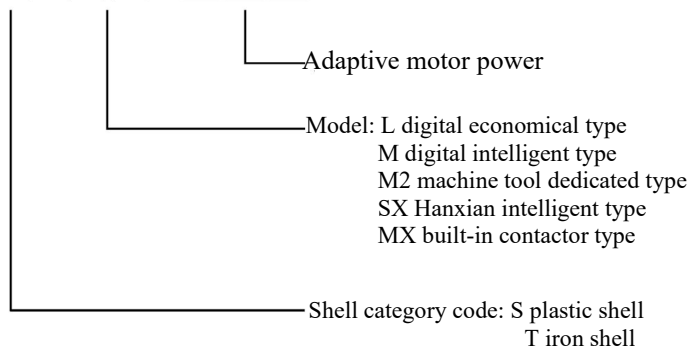 Adaptive motor power
Model: L digital economical type
M digital intelligent type
M2 machine tool dedicated type
SX Hanxian intelligent type
MX built-in contactor type
Shell category code: S plastic shell
T iron shell